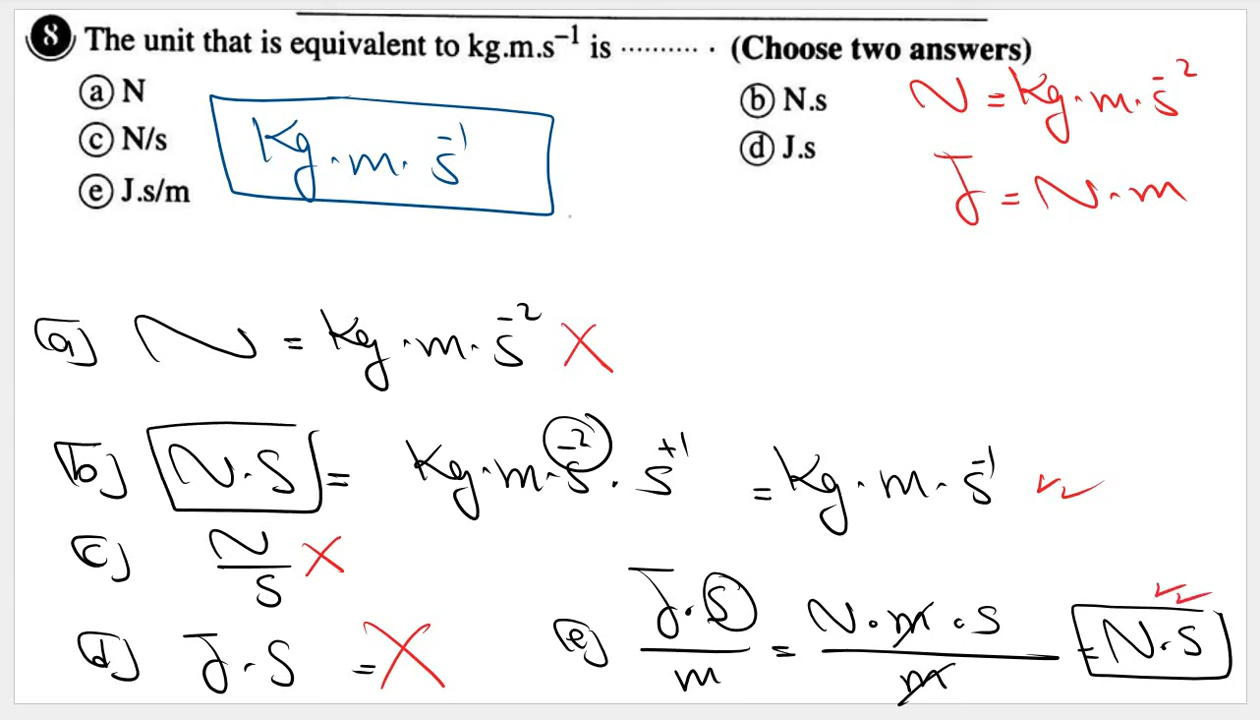 8 The unit that is equivalent to kg.m.s⁻¹ is .......... . (Choose two answers)
a N
b N.s
c N/s
d J.s
e J.s/m
Kg.m.s⁻¹
N = Kg.m.s⁻²
J = N.m
a) N = Kg.m.s⁻² X
b) N.S = Kg.m.s⁻².s⁺¹ = Kg.m.s⁻¹ ✓✓
c) N/S X
d) J.S = X
e) J.S/m = N.m.s/m = N.S ✓✓